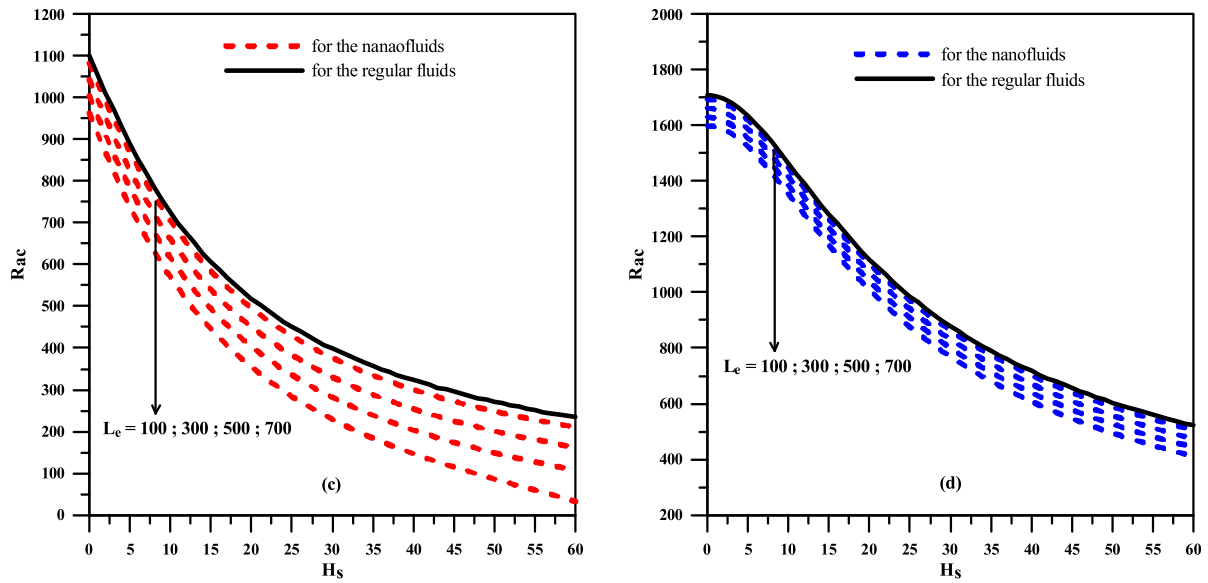 1200
1100
1000
900
800
700
600
500
400
300
200
100
0
Rac
for the nanaofluids
for the regular fluids
Le = 100 ; 300 ; 500 ; 700
(c)
0 5 10 15 20 25 30 35 40 45 50 55 60
Hs
2000
1800
1600
1400
1200
1000
800
600
400
200
Rac
for the nanofluids
for the regular fluids
Le = 100 ; 300 ; 500 ; 700
(d)
0 5 10 15 20 25 30 35 40 45 50 55 60
Hs